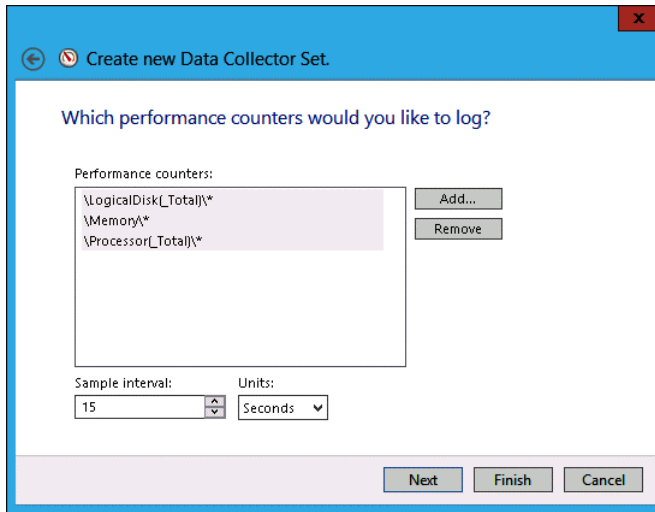 x
Create new Data Collector Set.
Which performance counters would you like to log?
Performance counters:
\LogicalDisk(_Total)\*
\Memory\*
\Processor(_Total)\*
Add...
Remove
Sample interval:
Units:
15
Seconds
Next
Finish
Cancel